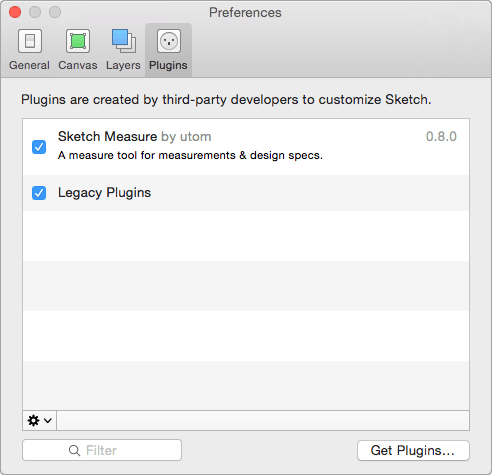 Preferences
General Canvas Layers Plugins
Plugins are created by third-party developers to customize Sketch.
Sketch Measure by utom 0.8.0
A measure tool for measurements & design specs.
Legacy Plugins
Filter Get Plugins...